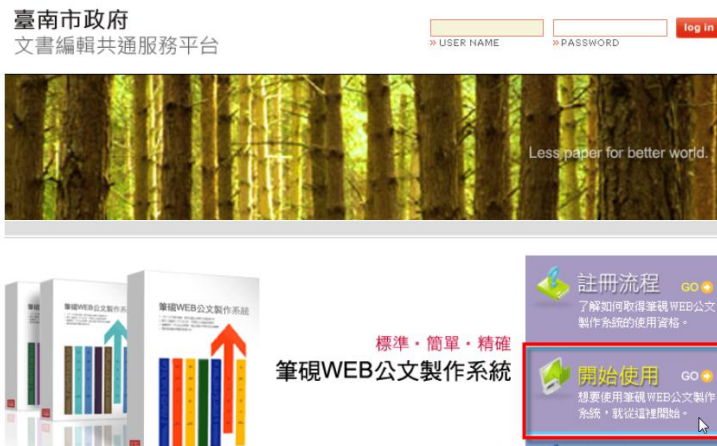 臺南市政府
文書編輯共通服務平台
log in
» USER NAME
» PASSWORD
Less paper for better world.
筆硯WEB公文製作系統
筆硯WEB公文製作系統
標準・簡單・精確
筆硯WEB公文製作系統
註冊流程 GO
了解如何取得筆硯WEB公文
製作系統的使用資格。
開始使用 GO
想要使用筆硯WEB公文製作
系統，就從這裡開始。